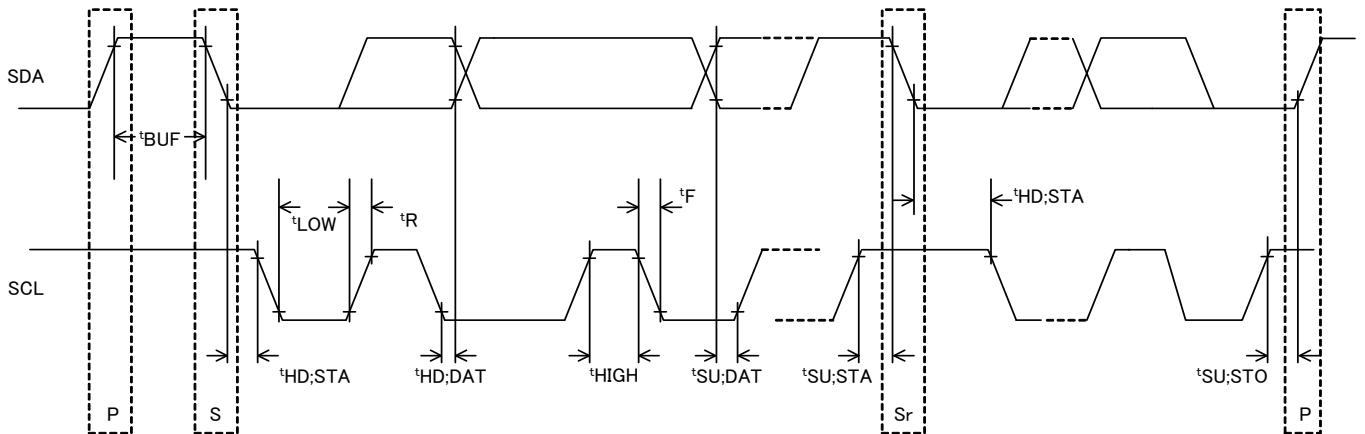 SDA
tBUF
tLOW
tR
tF
tHD;STA
SCL
tHD;STA
tHD;DAT
tHIGH
tSU;DAT
tSU;STA
tSU;STO
P
S
Sr
P